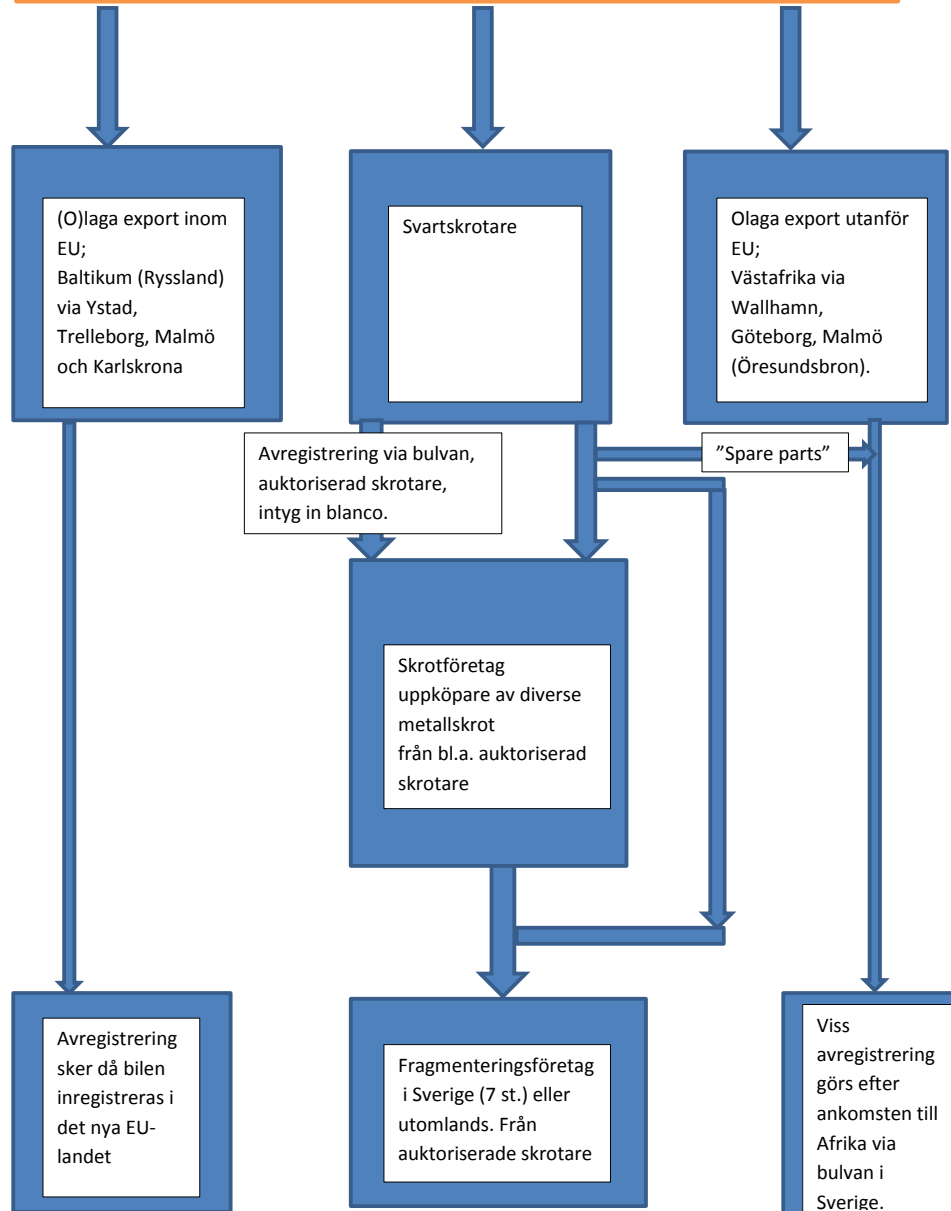 (O)laga export inom
EU;
Baltikum (Ryssland)
via Ystad,
Trelleborg, Malmö
och Karlskrona
Svartskrotare
Olaga export utanför
EU;
Västafrika via
Wallhamn,
Göteborg, Malmö
(Öresundsbron).
Avregistrering via bulvan,
auktoriserad skrotare,
intyg in blanco.
”Spare parts”
Skrotföretag
uppköpare av diverse
metallskrot
från bl.a. auktoriserad
skrotare
Avregistrering
sker då bilen
inregistreras i
det nya EU-
landet
Fragmenteringsföretag
i Sverige (7 st.) eller
utomlands. Från
auktoriserade skrotare
Viss
avregistrering
görs efter
ankomsten till
Afrika via
bulvan i
Sverige.